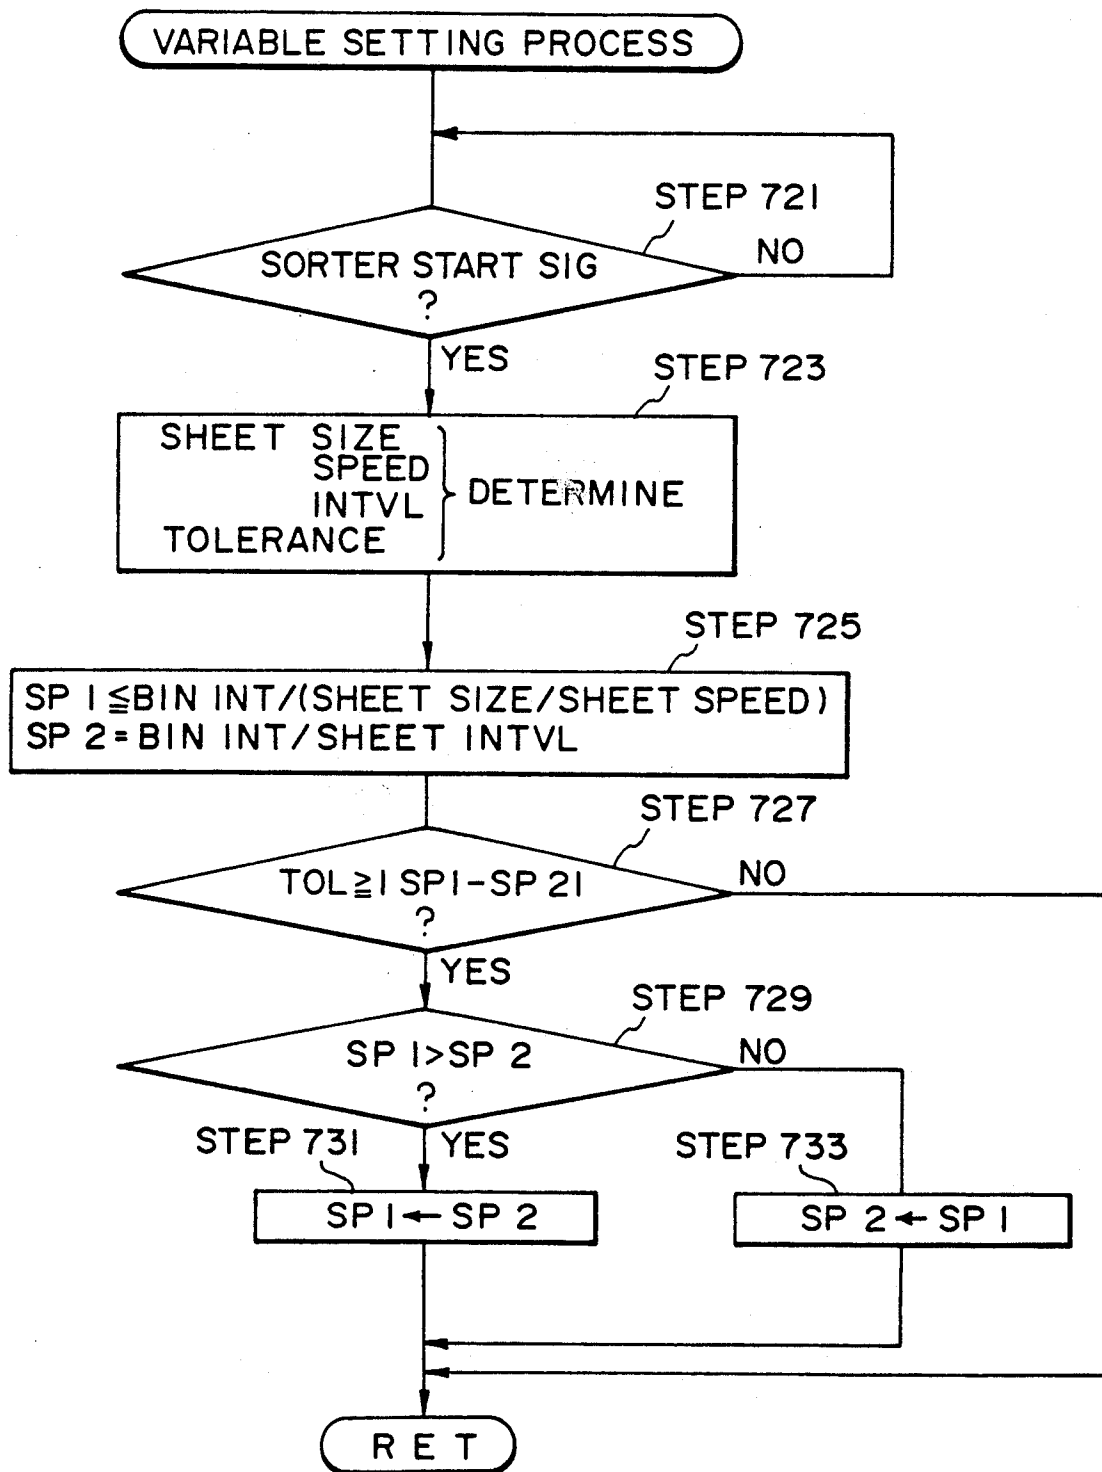 VARIABLE SETTING PROCESS
STEP 721
SORTER START SIG
?
NO
YES
STEP 723
SHEET SIZE
SPEED
INTVL
TOLERANCE
DETERMINE
STEP 725
SP 1≦BIN INT/(SHEET SIZE/SHEET SPEED)
SP 2=BIN INT/SHEET INTVL
STEP 727
TOL≧|SP1-SP2|
?
NO
YES
STEP 729
SP 1>SP 2
?
NO
YES
STEP 731
SP 1←SP 2
STEP 733
SP 2←SP 1
RET